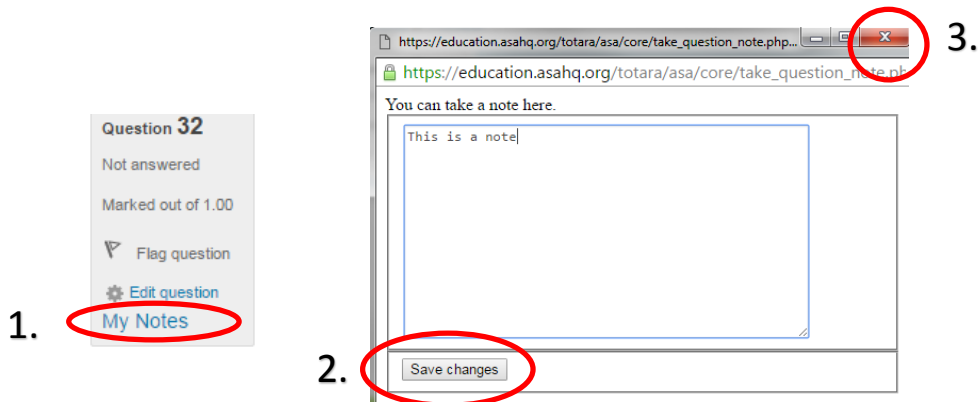 Question 32
Not answered
Marked out of 1.00
Flag question
Edit question
My Notes
1.
https://education.asahq.org/totara/asa/core/take_question_note.php...
3.
https://education.asahq.org/totara/asa/core/take_question_note.ph
You can take a note here.
This is a note
2.
Save changes